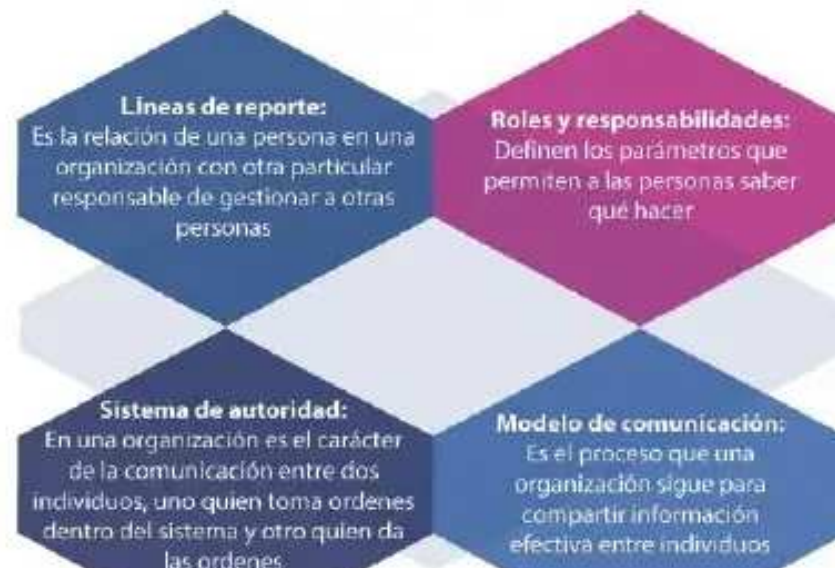 Líneas de reporte:
Es la relación de una persona en una
organización con otra particular
responsable de gestionar a otras
personas
Roles y responsabilidades:
Definen los parámetros que
permiten a las personas saber
qué hacer
Sistema de autoridad:
En una organización es el carácter
de la comunicación entre dos
individuos, uno quien toma ordenes
dentro del sistema y otro quien da
las ordenes
Modelo de comunicación:
Es el proceso que una
organización sigue para
compartir información
efectiva entre individuos